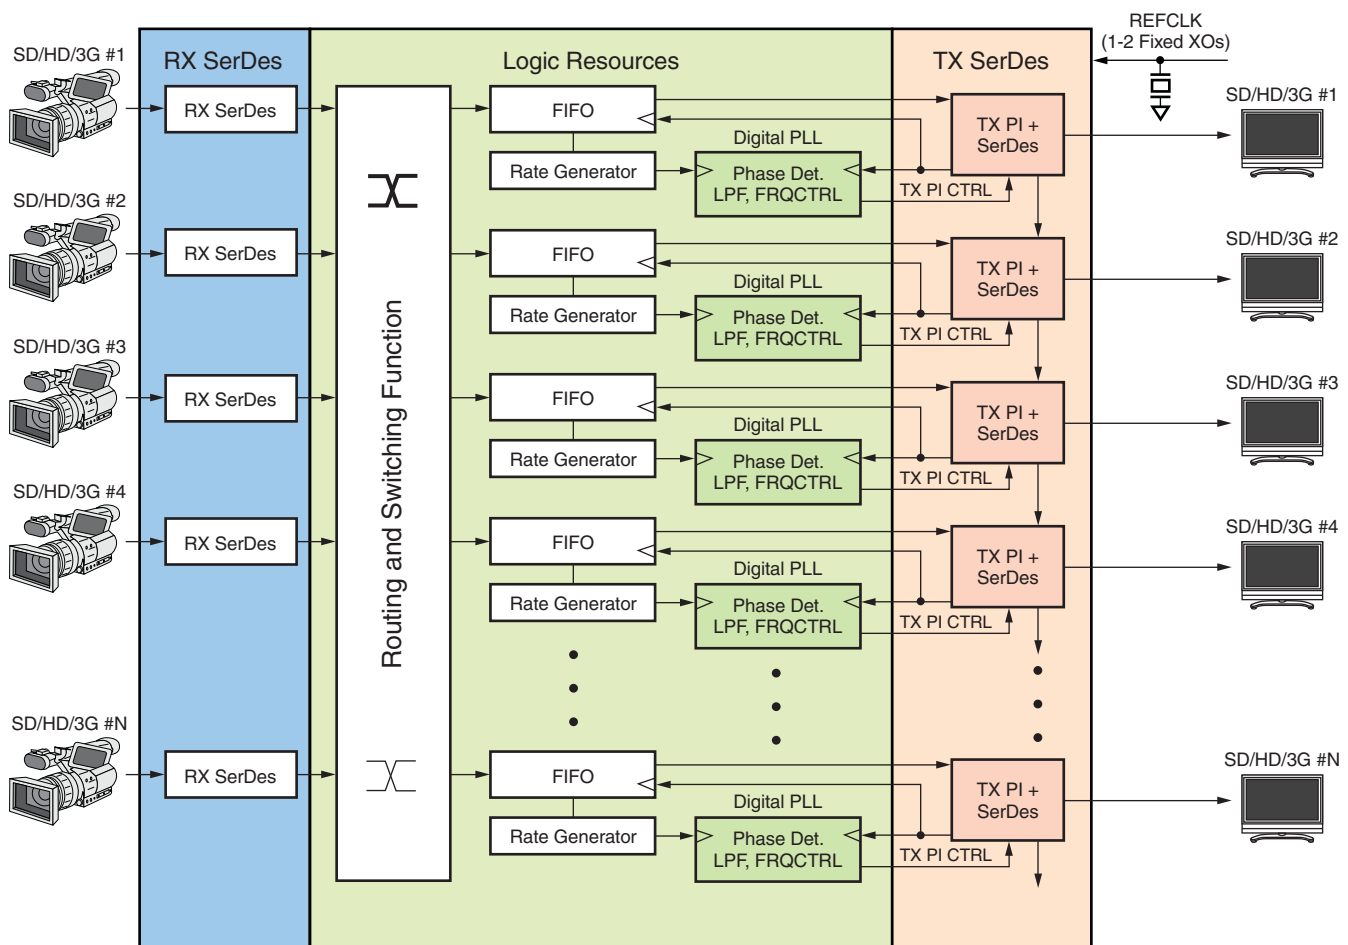 REFCLK
(1-2 Fixed XOs)
RX SerDes
Logic Resources
TX SerDes
SD/HD/3G #1
RX SerDes
FIFO
Rate Generator
Digital PLL
Phase Det.
LPF, FRQCTRL
TX PI CTRL
TX PI +
SerDes
SD/HD/3G #1
SD/HD/3G #2
RX SerDes
FIFO
Rate Generator
Digital PLL
Phase Det.
LPF, FRQCTRL
TX PI CTRL
TX PI +
SerDes
SD/HD/3G #2
Routing and Switching Function
SD/HD/3G #3
RX SerDes
FIFO
Rate Generator
Digital PLL
Phase Det.
LPF, FRQCTRL
TX PI CTRL
TX PI +
SerDes
SD/HD/3G #3
SD/HD/3G #4
RX SerDes
FIFO
Rate Generator
Digital PLL
Phase Det.
LPF, FRQCTRL
TX PI CTRL
TX PI +
SerDes
SD/HD/3G #4
SD/HD/3G #N
RX SerDes
FIFO
Rate Generator
Digital PLL
Phase Det.
LPF, FRQCTRL
TX PI CTRL
TX PI +
SerDes
SD/HD/3G #N